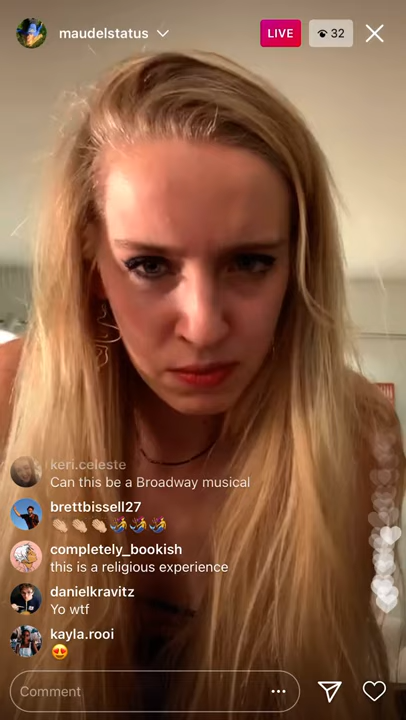 maudelstatus
LIVE
32
keri.celeste
Can this be a Broadway musical
brettbissell27
👏🏻👏🏻👏🏻🤽‍♀️🤽‍♀️🤽‍♀️
completely_bookish
this is a religious experience
danielkravitz
Yo wtf
kayla.rooi
😍
Comment